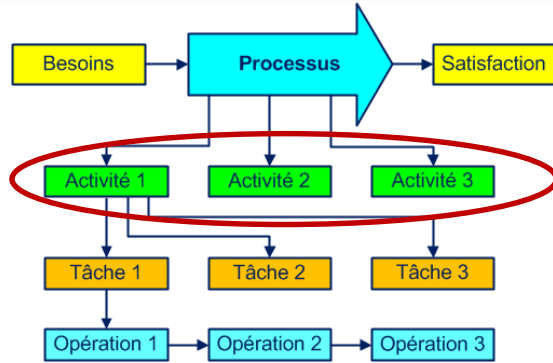 Besoins
Processus
Satisfaction
Activité 1
Activité 2
Activité 3
Tâche 1
Tâche 2
Tâche 3
Opération 1
Opération 2
Opération 3